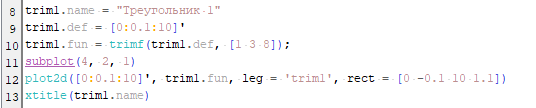 8 triml.name = "Треугольник 1"
9 triml.def = [0:0.1:10]'
10 triml.fun = trimf(triml.def, [1 3 8]);
11 subplot(4, 2, 1)
12 plot2d([0:0.1:10]', triml.fun, leg = 'triml', rect = [0 -0.1 10 1.1])
13 xtitle(triml.name)